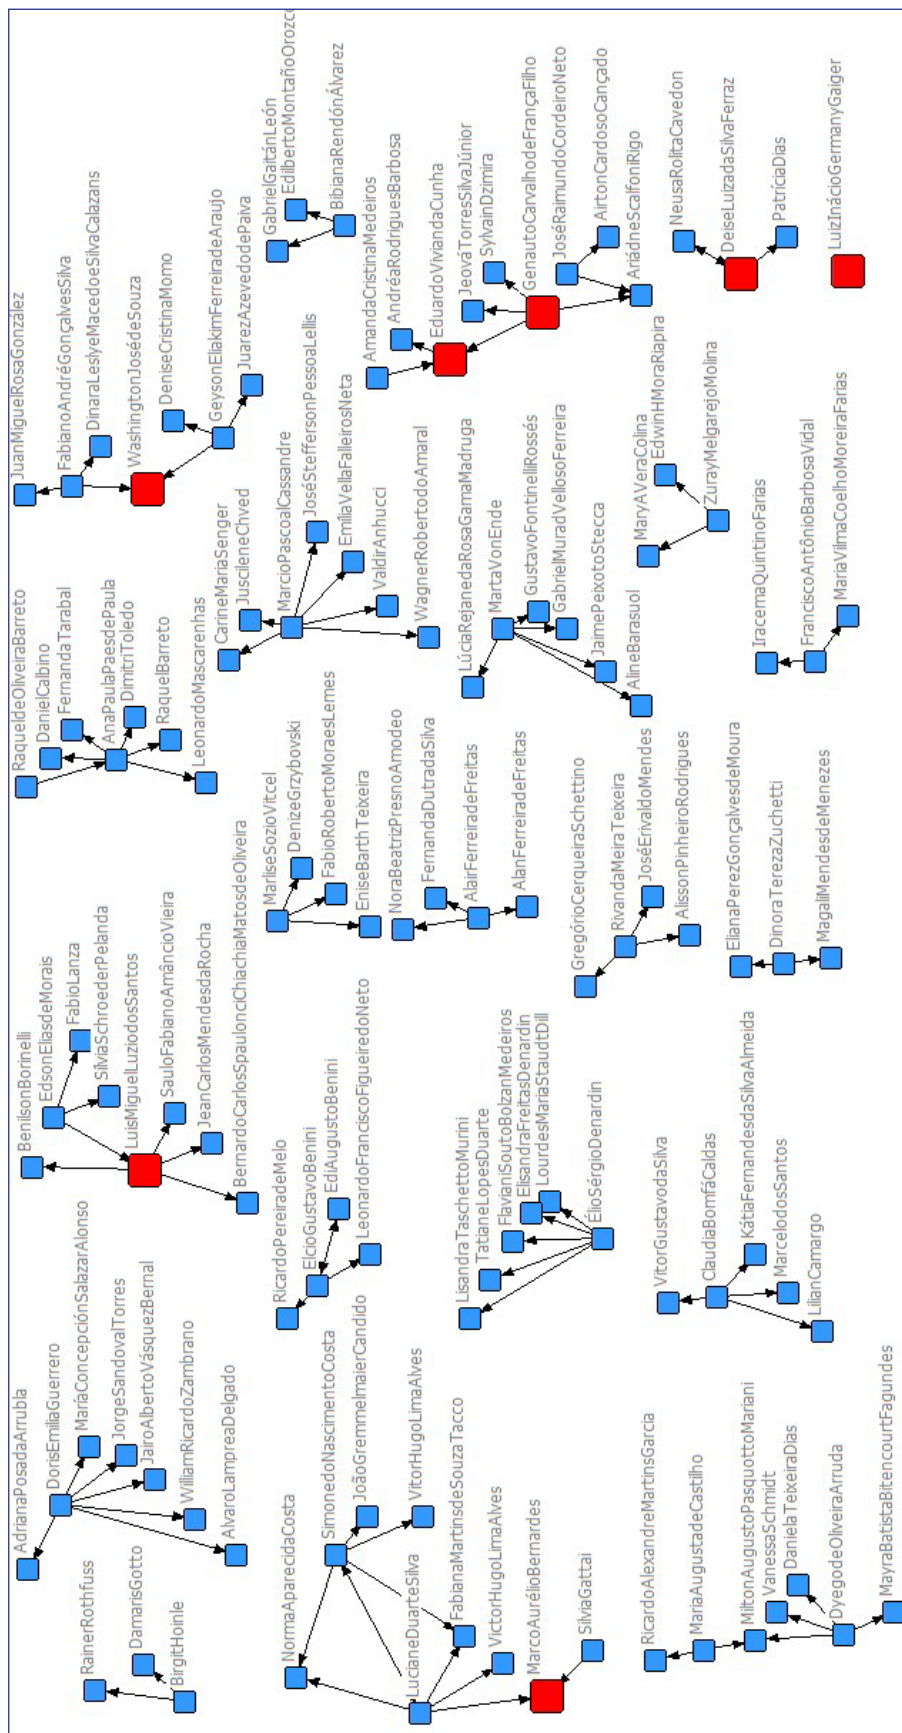 AdrianaPosadaArrubla
DorisEmiliaGuerrero
MaríaConcepciónSalazarAlonso
JorgeSandovalTorres
JairoAlbertoVásquezBernal
WilliamRicardoZambrano
AlvaroLampreaDelgado
RainerRothfuss
DamarisGotto
BirgitHoinle
BenilsonBorinelli
EdsonEliasdeMorais
FabioLanza
SilviaSchroederPelanda
LuisMiguelLuziodosSantos
SauloFabianoAmâncioVieira
JeanCarlosMendesdaRocha
BernardoCarlosSpaulonciChiachiaMatosdeOliveira
RaqueldeOliveiraBarreto
DanielCalbino
FernandaTarabal
AnaPaulaPaesdePaula
DimitriToledo
RaquelBarreto
LeonardoMascarenhas
JuanMiguelRosaGonzález
FabianoAndréGonçalvesSilva
DinaraLeslyeMacedoeSilvaCalazans
WashingtonJosédeSouza
DeniseCristinaMomo
GeysonEliakimFerreiradeAraujo
JuarezAzevedodePaiva
NormaAparecidaCosta
SimonedoNascimentoCosta
JoãoGremmelmaierCandido
VitorHugoLimaAlves
LucianeDuarteSilva
FabianaMartinsdeSouzaTacco
VictorHugoLimaAlves
MarcoAurélioBernardes
SilviaGattai
RicardoPereiradeMelo
ElcioGustavoBenini
EdiAugustoBenini
LeonardoFranciscoFigueiredoNeto
MarliseSozioVitcel
DenizeGrzybovski
FabioRobertoMoraesLemes
EniseBarthTeixeira
CarineMariaSenger
JuscileneChved
MarcioPascoalCassandre
JoséSteffersonPessoaLellis
EmíliaVellaFalleirosNeta
ValdirAnhucci
WagnerRobertodoAmaral
GabrielGaitánLeón
EdilbertoMontañoOrozco
BibianaRendónÁlvarez
NoraBeatrizPresnoAmodeo
FernandaDutradaSilva
AlairFerreiradeFreitas
AlanFerreiradeFreitas
AmandaCristinaMedeiros
AndréaRodriguesBarbosa
EduardoViviandaCunha
JeováTorresSilvaJúnior
SylvainDzimira
GenautoCarvalhodeFrançaFilho
JoséRaimundoCordeiroNeto
AirtonCardosoCançado
AriádneScalfoniRigo
LisandraTaschettoMurini
TatianeLopesDuarte
FlavianiSoutoBolzanMedeiros
ElisandraFreitasDenardin
LourdesMariaStaudtDill
ÉlioSérgioDenardin
LúciaRejanedaRosaGamaMadruga
MartaVonEnde
GustavoFontinelliRossés
GabrielMuradVellosoFerreira
JaimePeixotoStecca
AlineBarasuol
GregórioCerqueiraSchettino
RivandaMeiraTeixeira
JoséErivaldoMendes
AlissonPinheiroRodrigues
MaryAVeraColina
EdwinHMoraRiapira
ZurayMelgarejoMolina
NeusaRolitaCavedon
DeiseLuizadaSilvaFerraz
PatríciaDias
LuizInácioGermanyGaiger
VitorGustavodaSilva
ClaudiaBomfáCaldas
KátiaFernandesdaSilvaAlmeida
MarcelodosSantos
LilianCamargo
RicardoAlexandreMartinsGarcia
MariaAugustadeCastilho
MiltonAugustoPasquottoMariani
VanessaSchmidt
DanielaTeixeiraDias
DyegodeOliveiraArruda
MayraBatistaBitencourtFagundes
ElianaPerezGonçalvesdeMoura
DinoraTerezaZuchetti
MagaliMendesdeMenezes
IracemaQuintinoFarias
FranciscoAntônioBarbosaVidal
MariaVilmaCoelhoMoreiraFarias